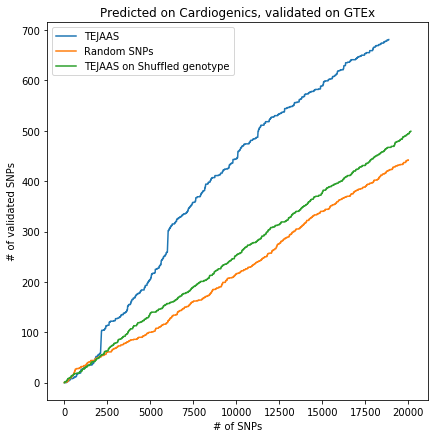 Predicted on Cardiogenics, validated on GTEx
TEJAAS
Random SNPs
TEJAAS on Shuffled genotype
# of validated SNPs
700
600
500
400
300
200
100
0
0 2500 5000 7500 10000 12500 15000 17500 20000
# of SNPs